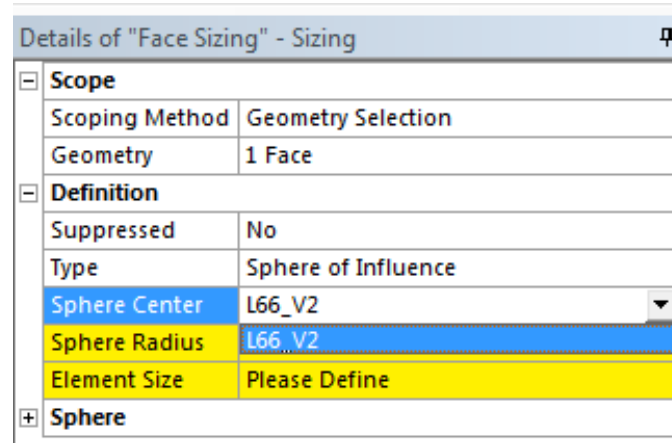 Details of "Face Sizing" - Sizing
Scope
Scoping Method Geometry Selection
Geometry 1 Face
Definition
Suppressed No
Type Sphere of Influence
Sphere Center L66_V2
Sphere Radius L66_V2
Element Size Please Define
Sphere